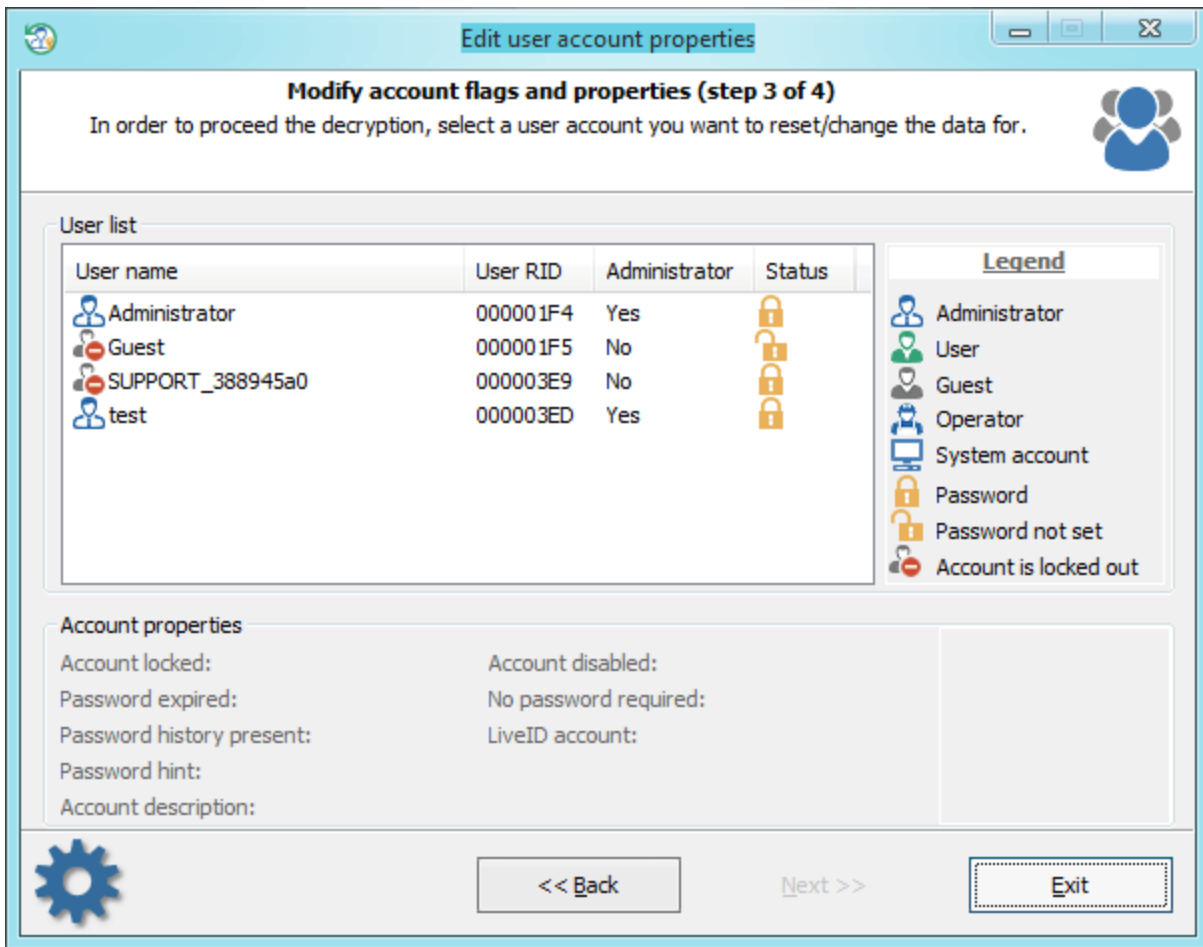 Edit user account properties
Modify account flags and properties (step 3 of 4)
In order to proceed the decryption, select a user account you want to reset/change the data for.
User list
User name User RID Administrator Status
Administrator 000001F4 Yes
Guest 000001F5 No
SUPPORT_388945a0 000003E9 No
test 000003ED Yes
Legend
Administrator
User
Guest
Operator
System account
Password
Password not set
Account is locked out
Account properties
Account locked: Account disabled:
Password expired: No password required:
Password history present: LiveID account:
Password hint:
Account description:
<< Back Next >> Exit